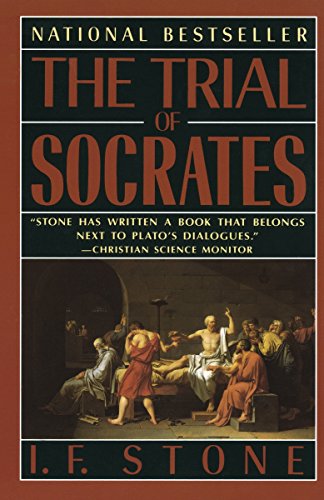 NATIONAL BESTSELLER
THE TRIAL
OF
SOCRATES
“STONE HAS WRITTEN A BOOK THAT BELONGS
NEXT TO PLATO’S DIALOGUES.”
—CHRISTIAN SCIENCE MONITOR
I.F. STONE